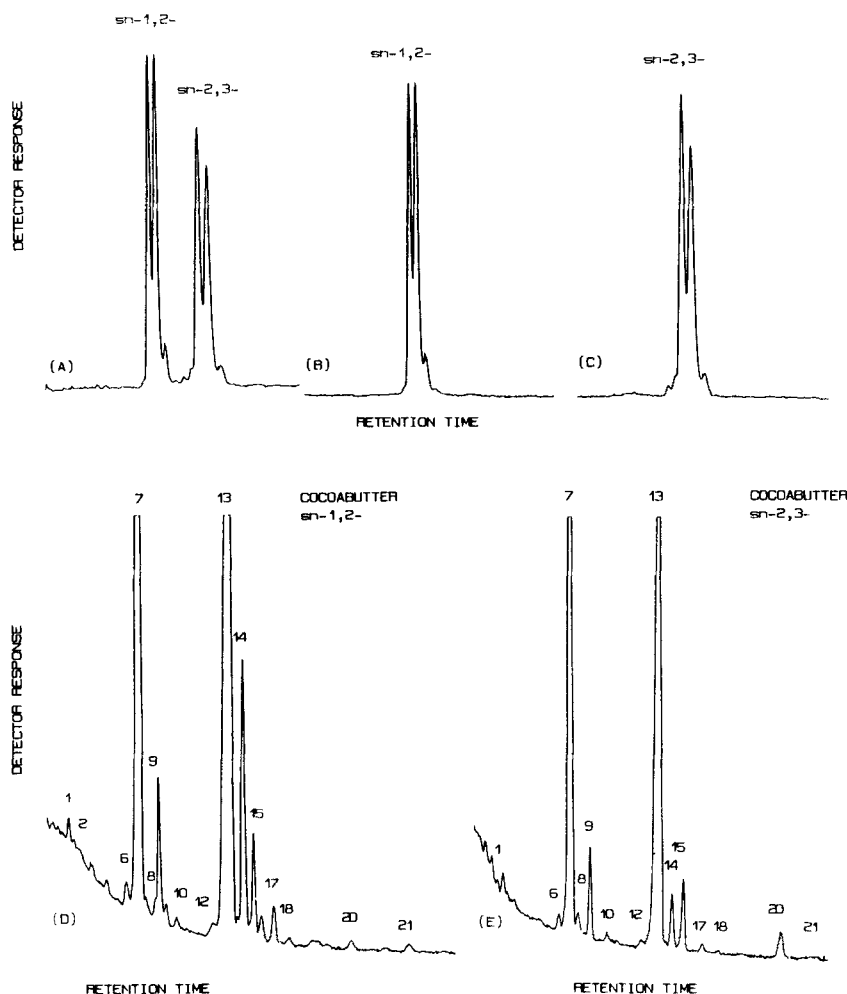 sn-1,2-
sn-2,3-
sn-1,2-
sn-2,3-
DETECTOR RESPONSE
(A)
(B)
(C)
RETENTION TIME
7
13
COCOABUTTER
sn-1,2-
7
13
COCOABUTTER
sn-2,3-
DETECTOR RESPONSE
14
9
1
2
15
6
8
10
12
17
18
20
21
(D)
1
9
15
14
6
8
10
12
17
18
20
21
(E)
RETENTION TIME
RETENTION TIME